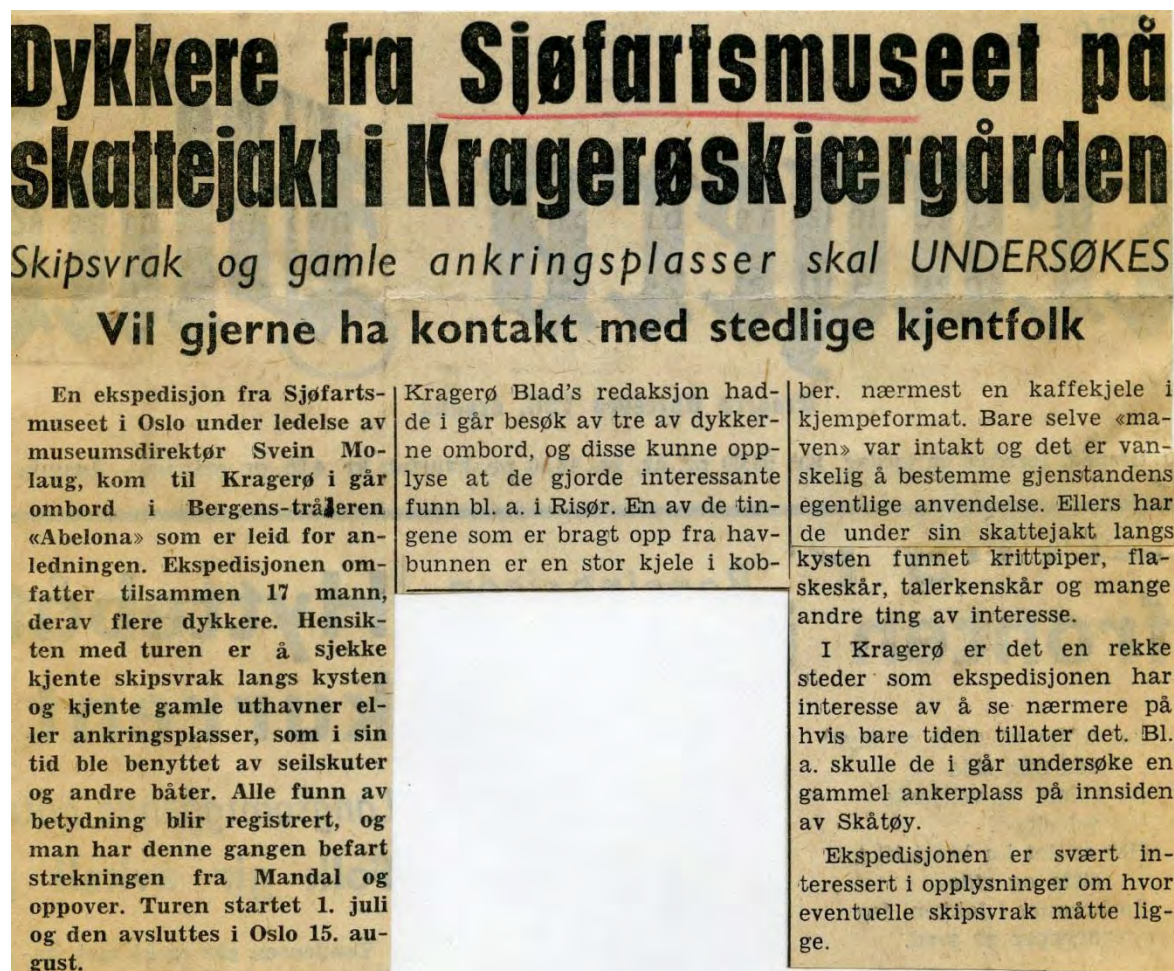 Dykkere fra Sjøfartsmuseet på
skattejakt i Kragerøskjærgården
Skipsvrak og gamle ankringsplasser skal UNDERSØKES
Vil gjerne ha kontakt med stedlige kjentfolk
En ekspedisjon fra Sjøfarts-
museet i Oslo under ledelse av
museumsdirektør Svein Mo-
laug, kom til Kragerø i går
ombord i Bergens-tråleren
«Abelona» som er leid for an-
ledningen. Ekspedisjonen om-
fatter tilsammen 17 mann,
derav flere dykkere. Hensik-
ten med turen er å sjekke
kjente skipsvrak langs kysten
og kjente gamle uthavner el-
ler ankringsplasser, som i sin
tid ble benyttet av seilskuter
og andre båter. Alle funn av
betydning blir registrert, og
man har denne gangen befart
strekningen fra Mandal og
oppover. Turen startet 1. juli
og den avsluttes i Oslo 15. au-
gust.
Kragerø Blad's redaksjon had-
de i går besøk av tre av dykker-
ne ombord, og disse kunne opp-
lyse at de gjorde interessante
funn bl. a. i Risør. En av de tin-
gene som er bragt opp fra hav-
bunnen er en stor kjele i kob-
ber. nærmest en kaffekjele i
kjempeformat. Bare selve «ma-
ven» var intakt og det er van-
skelig å bestemme gjenstandens
egentlige anvendelse. Ellers har
de under sin skattejakt langs
kysten funnet krittpiper, fla-
skeskår, talerkenskår og mange
andre ting av interesse.
I Kragerø er det en rekke
steder som ekspedisjonen har
interesse av å se nærmere på
hvis bare tiden tillater det. Bl.
a. skulle de i går undersøke en
gammel ankerplass på innsiden
av Skåtøy.
Ekspedisjonen er svært in-
teressert i opplysninger om hvor
eventuelle skipsvrak måtte lig-
ge.